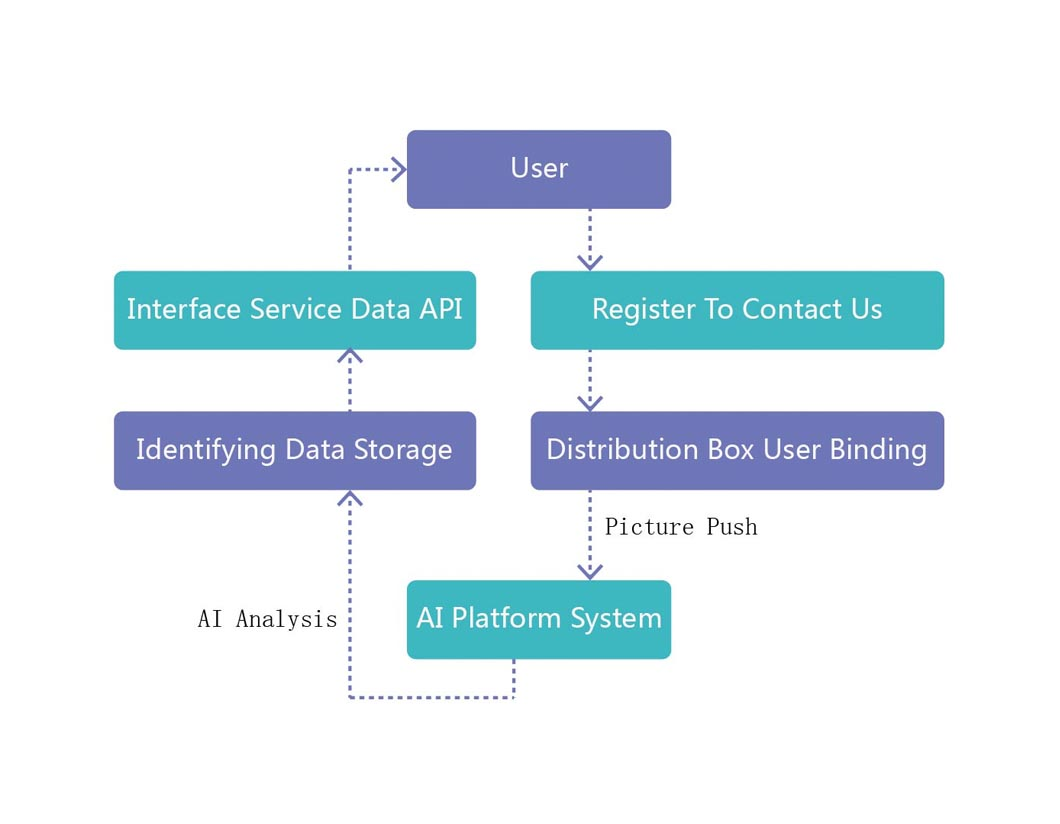 User
Interface Service Data API
Register To Contact Us
Identifying Data Storage
Distribution Box User Binding
Picture Push
AI Analysis
AI Platform System